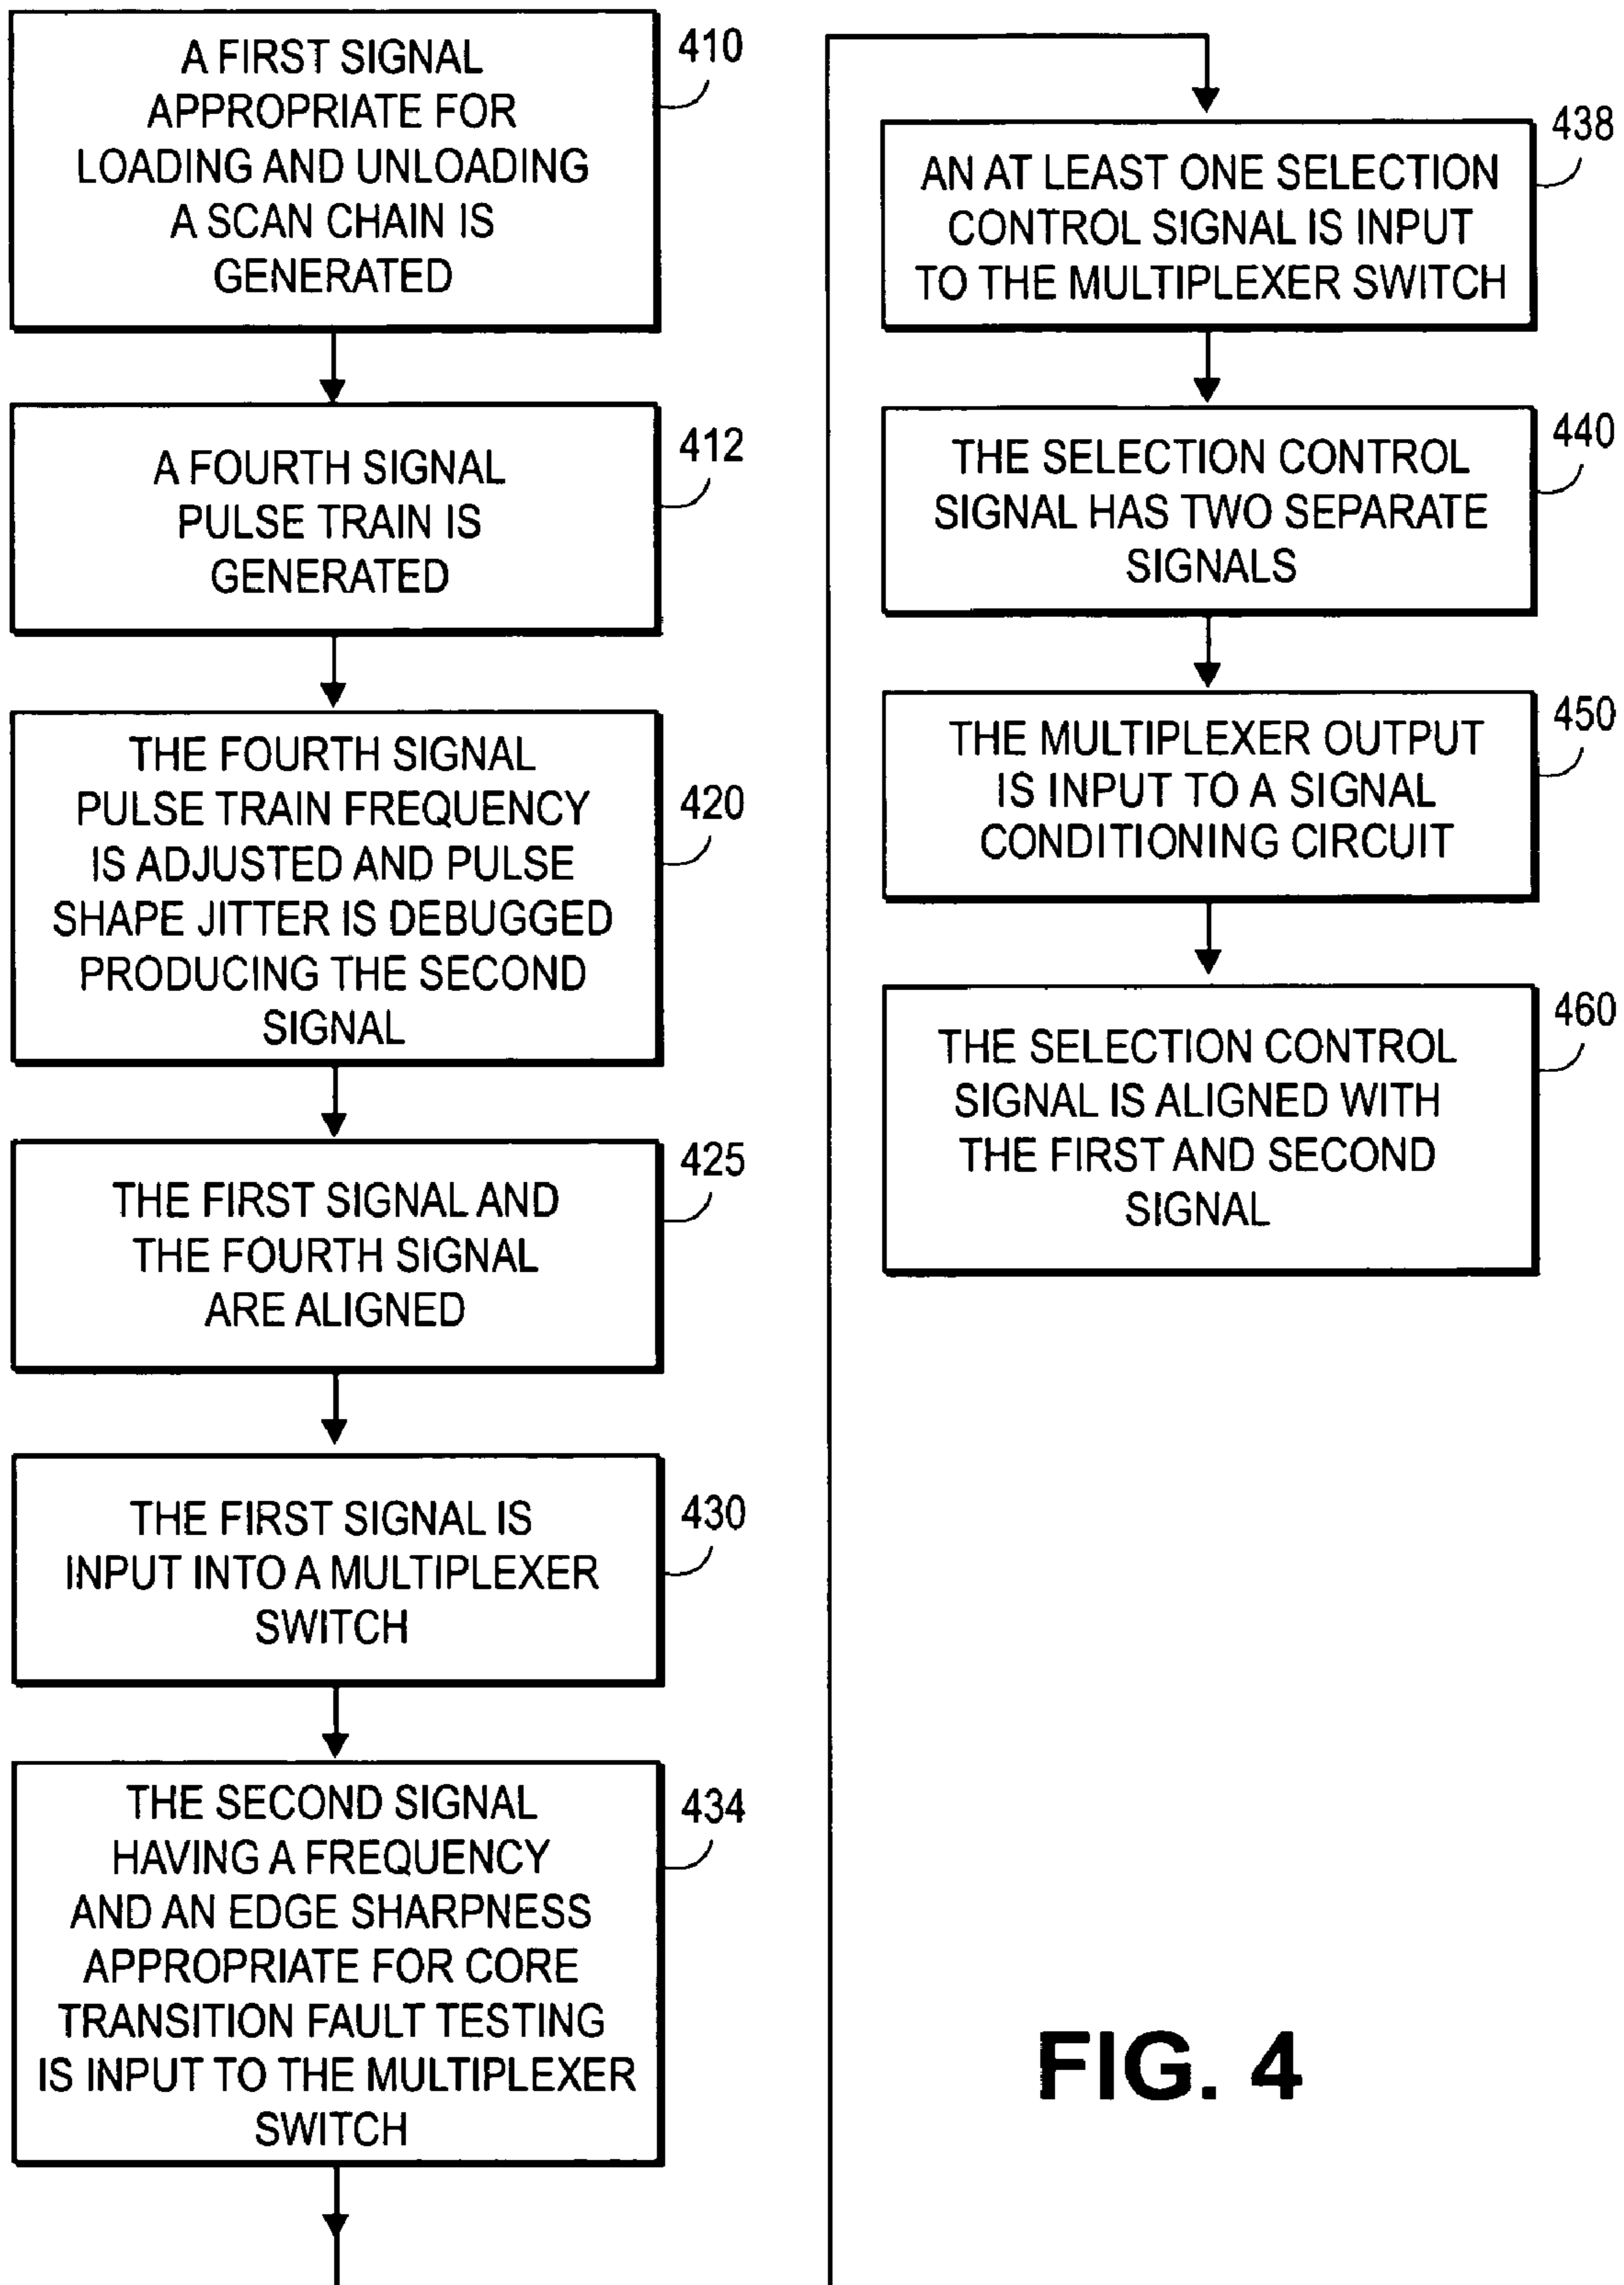 A FIRST SIGNAL
APPROPRIATE FOR
LOADING AND UNLOADING
A SCAN CHAIN IS
GENERATED
410
A FOURTH SIGNAL
PULSE TRAIN IS
GENERATED
412
THE FOURTH SIGNAL
PULSE TRAIN FREQUENCY
IS ADJUSTED AND PULSE
SHAPE JITTER IS DEBUGGED
PRODUCING THE SECOND
SIGNAL
420
THE FIRST SIGNAL AND
THE FOURTH SIGNAL
ARE ALIGNED
425
THE FIRST SIGNAL IS
INPUT INTO A MULTIPLEXER
SWITCH
430
THE SECOND SIGNAL
HAVING A FREQUENCY
AND AN EDGE SHARPNESS
APPROPRIATE FOR CORE
TRANSITION FAULT TESTING
IS INPUT TO THE MULTIPLEXER
SWITCH
434
AN AT LEAST ONE SELECTION
CONTROL SIGNAL IS INPUT
TO THE MULTIPLEXER SWITCH
438
THE SELECTION CONTROL
SIGNAL HAS TWO SEPARATE
SIGNALS
440
THE MULTIPLEXER OUTPUT
IS INPUT TO A SIGNAL
CONDITIONING CIRCUIT
450
THE SELECTION CONTROL
SIGNAL IS ALIGNED WITH
THE FIRST AND SECOND
SIGNAL
460
FIG. 4